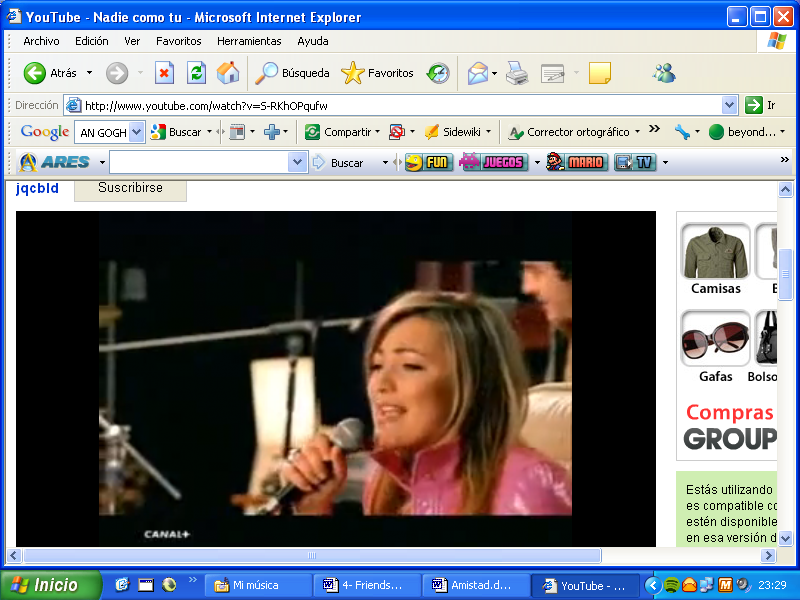 YouTube - Nadie como tu - Microsoft Internet Explorer
Archivo Edición Ver Favoritos Herramientas Ayuda
Atrás Búsqueda Favoritos
Dirección http://www.youtube.com/watch?v=S-RKhOPqufw Ir
Google AN GOGH Buscar Compartir Sidewiki Corrector ortográfico beyond...
ARES Buscar FUN JUEGOS MARIO TV
jqcbld Suscribirse
Camisas
Gafas Bolso
Compras
GROUP
Estás utilizando
es compatible co
estén disponible
en esa versión d
CANAL+
Inicio Mi música 4- Friends... Amistad.d... YouTube - ... 23:29